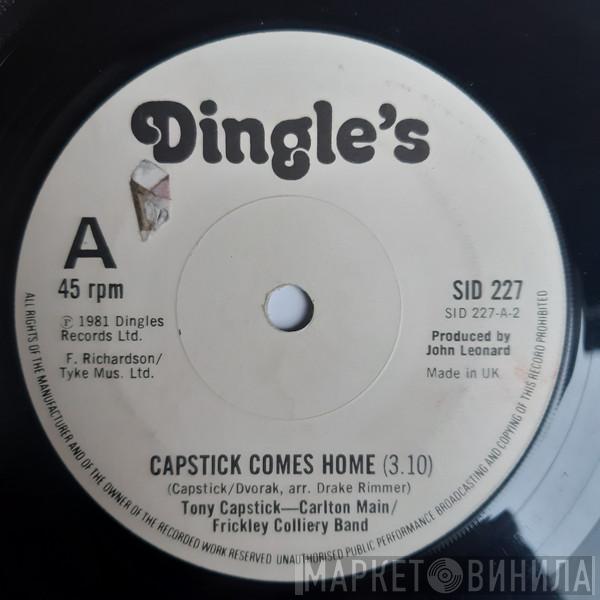 Dingle's
A
45 rpm
℗ 1981 Dingles
Records Ltd.
F. Richardson/
Tyke Mus. Ltd.
SID 227
SID 227-A-2
Produced by
John Leonard
Made in UK
CAPSTICK COMES HOME (3.10)
(Capstick/Dvorak, arr. Drake Rimmer)
Tony Capstick—Carlton Main/
Frickley Colliery Band
ALL RIGHTS OF THE MANUFACTURER AND OF THE OWNER OF THE RECORDED WORK RESERVED UNAUTHORISED PUBLIC PERFORMANCE BROADCASTING AND COPYING OF THIS RECORD PROHIBITED
МАРКЕТ ВИНИЛА